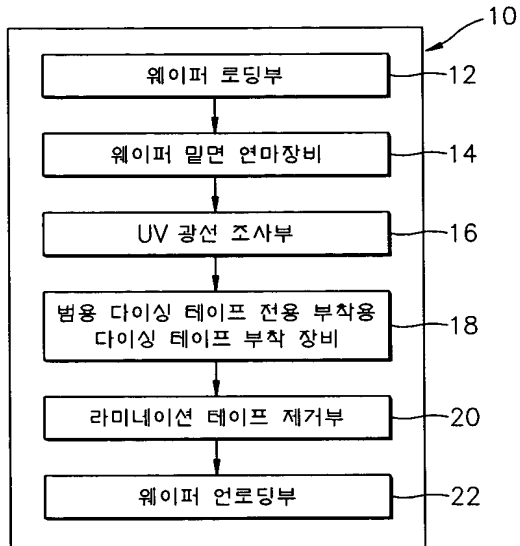 10
웨이퍼 로딩부 12
웨이퍼 밑면 연마장비 14
UV 광선 조사부 16
범용 다이싱 테이프 전용 부착용
다이싱 테이프 부착 장비 18
라미네이션 테이프 제거부 20
웨이퍼 언로딩부 22